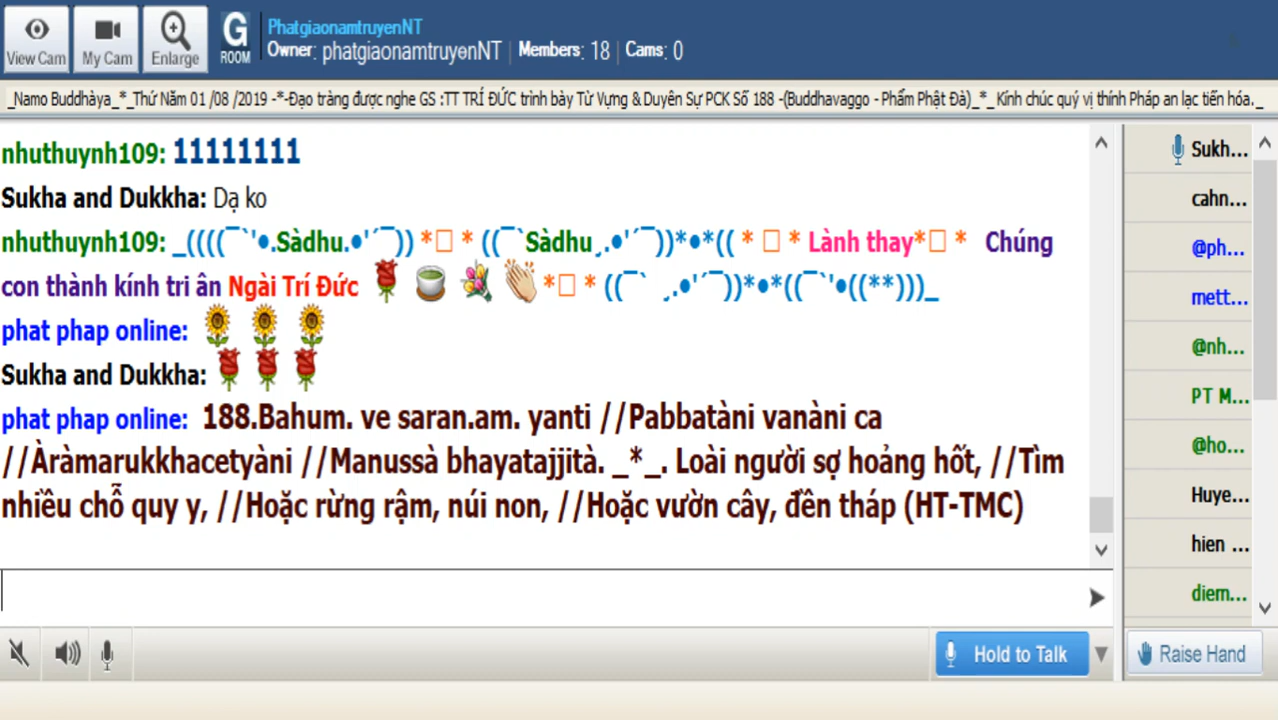 View Cam
My Cam
Enlarge
G
ROOM
PhatgiaonamtruyenNT
Owner: phatgiaonamtruyenNT | Members: 18 | Cams: 0
_Namo Buddhàya_*_Thứ Năm 01 /08 /2019 -*-Đạo tràng được nghe GS :TT TRÍ ĐỨC trình bày Từ Vựng & Duyên Sự PCK Số 188 -(Buddhavaggo - Phẩm Phật Đà)_*_ Kính chúc quý vị thính Pháp an lạc tiến hóa._
nhuthuynh109: 11111111
Sukha and Dukkha: Dạ ko
nhuthuynh109: _((((¯`'•.Sàdhu.•'´¯)) *□ * ((¯`Sàdhu¸.•'´¯))*•*(( * □ * Lành thay*□ * Chúng
con thành kính tri ân Ngài Trí Đức 🌹 🍵 💐 👏 *□ * ((¯` ¸.•'´¯))*•*((¯`'•((**)))_
phat phap online: 🌻 🌻 🌻
Sukha and Dukkha: 🌹 🌹 🌹
phat phap online: 188.Bahum. ve saran.am. yanti //Pabbatàni vanàni ca
//Àràmarukkhacetyàni //Manussà bhayatajjità. _*_. Loài người sợ hoảng hốt, //Tìm
nhiều chỗ quy y, //Hoặc rừng rậm, núi non, //Hoặc vườn cây, đền tháp (HT-TMC)
Sukh...
cahn...
@ph...
mett...
@nh...
PT M...
@ho...
Huye...
hien ...
diem...
Hold to Talk
Raise Hand